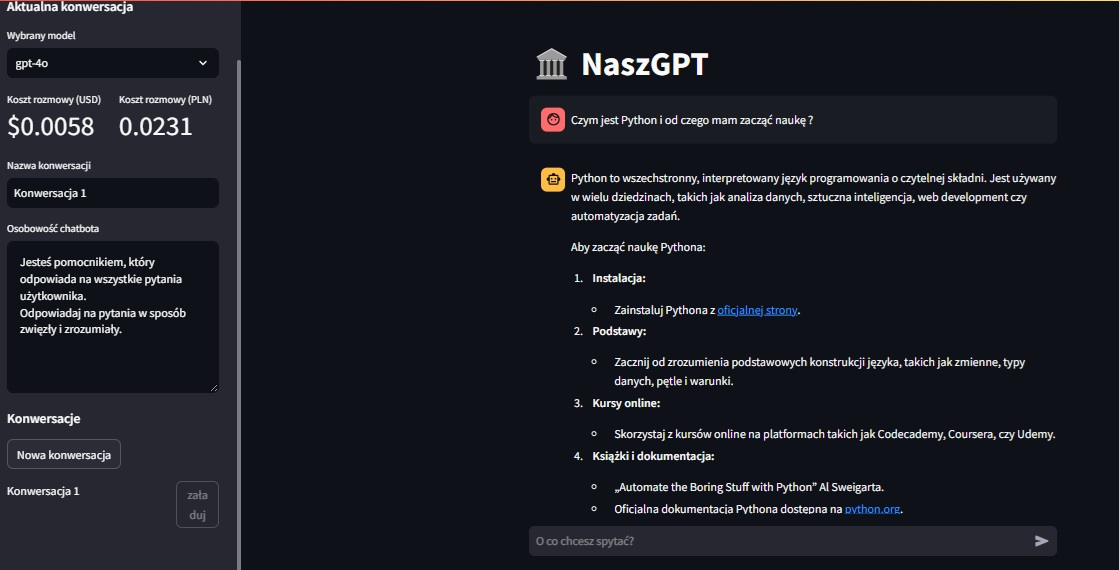 Aktualna konwersacja
Wybrany model
gpt-4o
Koszt rozmowy (USD)
Koszt rozmowy (PLN)
$0.0058
0.0231
Nazwa konwersacji
Konwersacja 1
Osobowość chatbota
Jesteś pomocnikiem, który
odpowiada na wszystkie pytania
użytkownika.
Odpowiadaj na pytania w sposób
zwięzły i zrozumiały.
Konwersacje
Nowa konwersacja
Konwersacja 1
zała
duj
NaszGPT
Czym jest Python i od czego mam zacząć naukę ?
Python to wszechstronny, interpretowany język programowania o czytelnej składni. Jest używany
w wielu dziedzinach, takich jak analiza danych, sztuczna inteligencja, web development czy
automatyzacja zadań.
Aby zacząć naukę Pythona:
1. Instalacja:
Zainstaluj Pythona z oficjalnej strony.
2. Podstawy:
Zacznij od zrozumienia podstawowych konstrukcji języka, takich jak zmienne, typy
danych, pętle i warunki.
3. Kursy online:
Skorzystaj z kursów online na platformach takich jak Codecademy, Coursera, czy Udemy.
4. Książki i dokumentacja:
„Automate the Boring Stuff with Python” Al Sweigarta.
Oficjalna dokumentacja Pythona dostępna na python.org.
O co chcesz spytać?